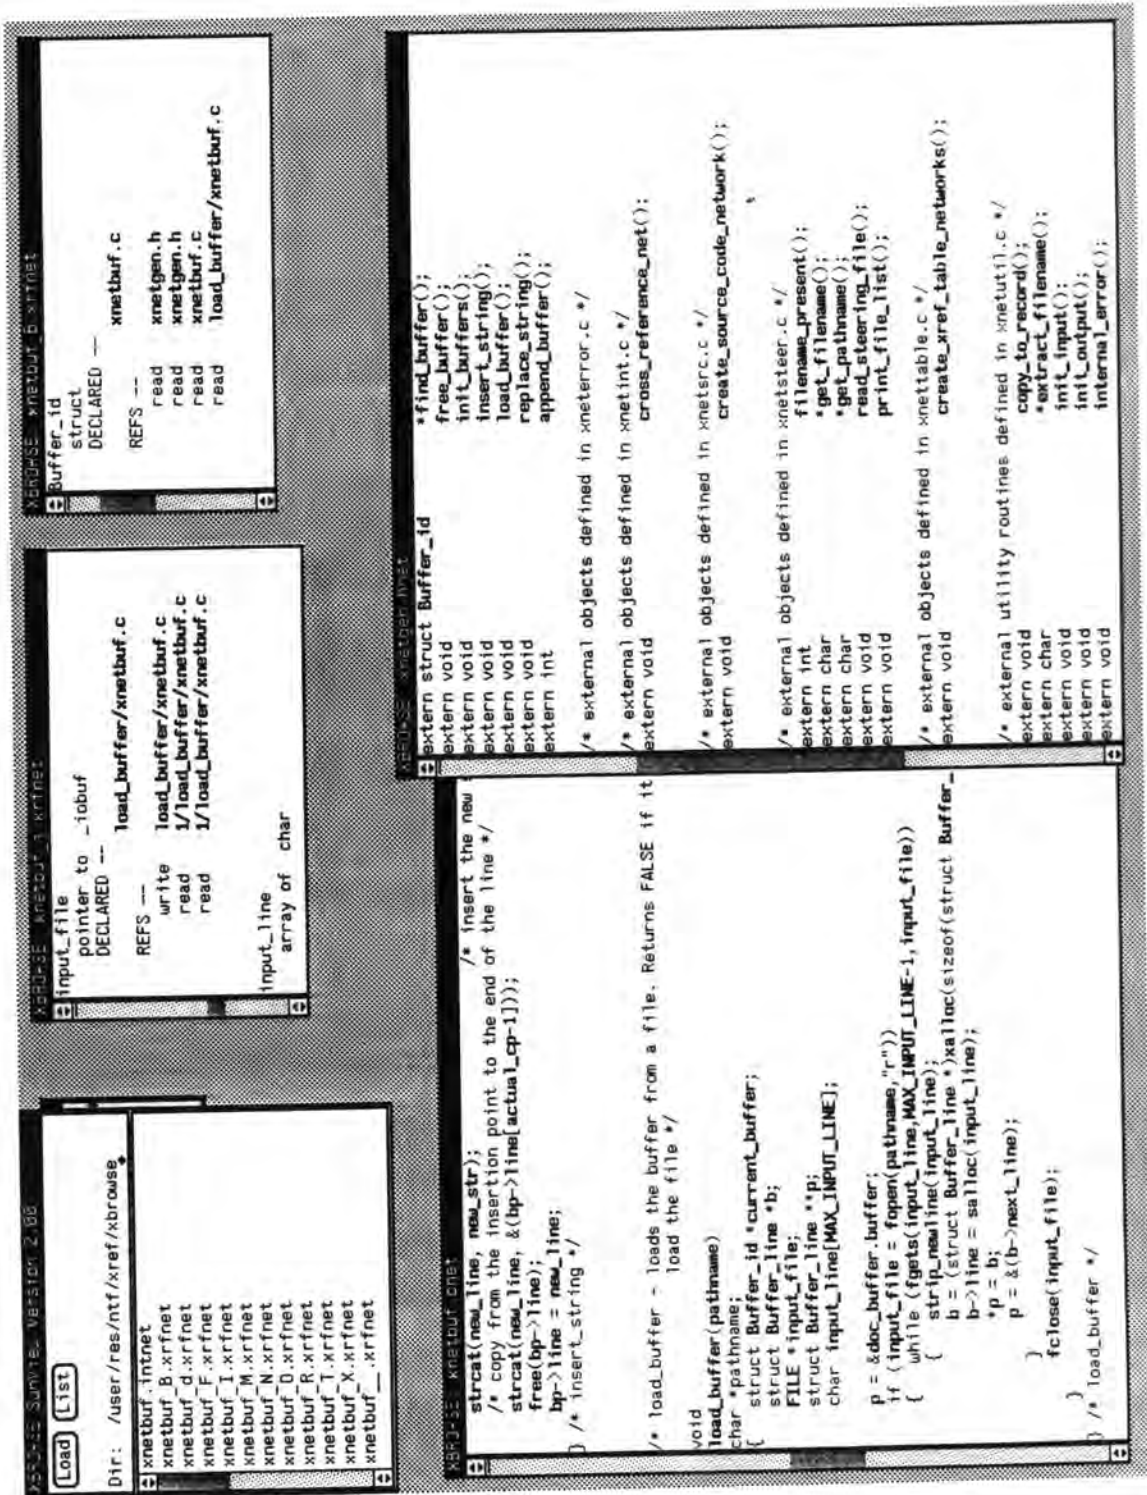 XBROWSE SunView version 2.00
Load List
Dir: /user/res/ntf/xref/xbrowse
xnetbuf.intnet
xnetbuf_B.xrfnet
xnetbuf_d.xrfnet
xnetbuf_F.xrfnet
xnetbuf_I.xrfnet
xnetbuf_M.xrfnet
xnetbuf_N.xrfnet
xnetbuf_O.xrfnet
xnetbuf_R.xrfnet
xnetbuf_T.xrfnet
xnetbuf_X.xrfnet
xnetbuf__.xrfnet
XBROWSE xnetbuf_i.xrfnet
input_file
pointer to _iobuf
DECLARED --
load_buffer/xnetbuf.c
REFS --
write load_buffer/xnetbuf.c
read 1/load_buffer/xnetbuf.c
read 1/load_buffer/xnetbuf.c
input_line
array of char
XBROWSE xnetbuf_B.xrfnet
Buffer_id
struct
DECLARED --
xnetbuf.c
REFS --
read xnetgen.h
read xnetgen.h
read xnetbuf.c
read load_buffer/xnetbuf.c
XBROWSE xnetbuf.cnet
strcat(new_line, new_str); /* insert the new s
/* copy from the insertion point to the end of the line */
strcat(new_line, &(bp->line[actual_cp-1]));
free(bp->line);
bp->line = new_line;
} /* insert_string */
/* load_buffer - loads the buffer from a file. Returns FALSE if it
load the file */
void
load_buffer(pathname)
char *pathname;
{ struct Buffer_id *current_buffer;
struct Buffer_line *b;
FILE *input_file;
struct Buffer_line **p;
char input_line[MAX_INPUT_LINE];
p = &doc_buffer.buffer;
if (input_file = fopen(pathname,"r"))
{ while (fgets(input_line,MAX_INPUT_LINE-1,input_file))
{ strip_newline(input_line);
b = (struct Buffer_line *)xalloc(sizeof(struct Buffer_
b->line = salloc(input_line);
*p = b;
p = &(b->next_line);
}
fclose(input_file);
}
} /* load_buffer */
XBROWSE xnetgen.hnet
extern struct Buffer_id *find_buffer();
extern void free_buffer();
extern void init_buffers();
extern void insert_string();
extern void load_buffer();
extern void replace_string();
extern int append_buffer();
/* external objects defined in xneterror.c */
/* external objects defined in xnetint.c */
extern void cross_reference_net();
/* external objects defined in xnetsrc.c */
extern void create_source_code_network();
/* external objects defined in xnetsteer.c */
extern int filename_present();
extern char *get_filename();
extern char *get_pathname();
extern void read_steering_file();
extern void print_file_list();
/* external objects defined in xnettable.c */
extern void create_xref_table_networks();
/* external utility routines defined in xnetutil.c */
extern void copy_to_record();
extern char *extract_filename();
extern void init_input();
extern void init_output();
extern void internal_error();